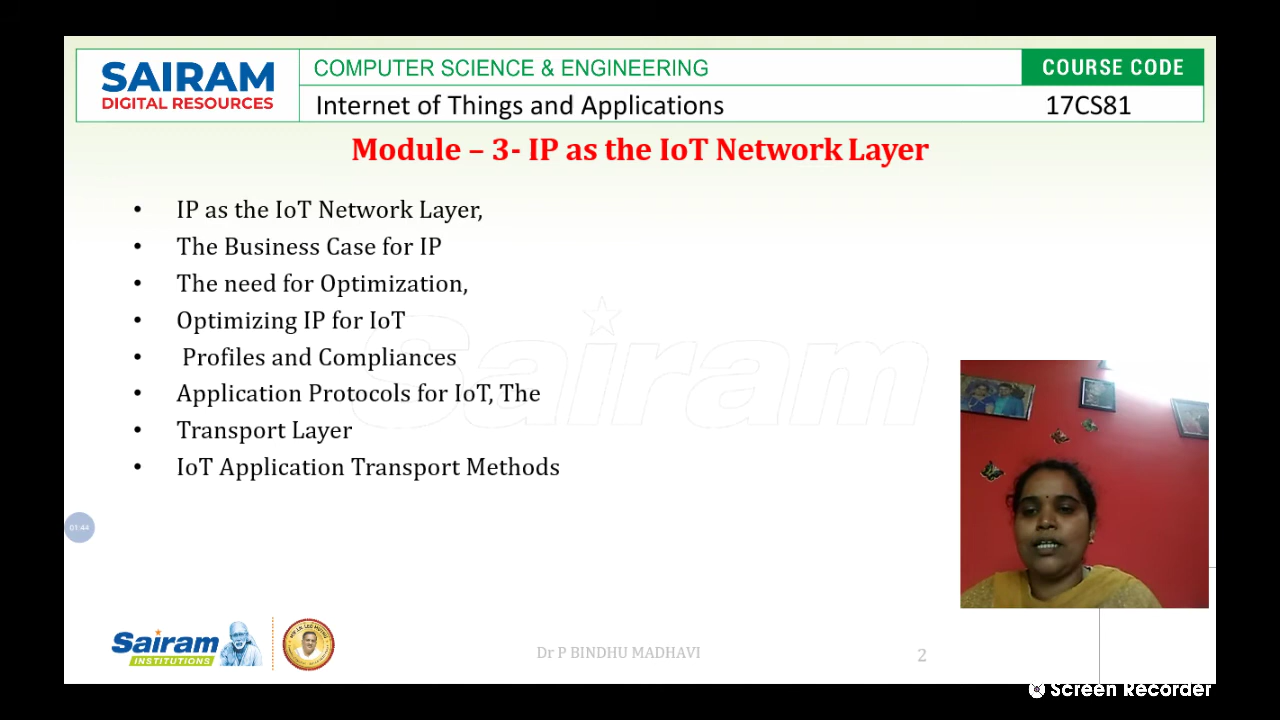 SAIRAM
DIGITAL RESOURCES
COMPUTER SCIENCE & ENGINEERING
COURSE CODE
Internet of Things and Applications
17CS81
Module – 3- IP as the IoT Network Layer
• IP as the IoT Network Layer,
• The Business Case for IP
• The need for Optimization,
• Optimizing IP for IoT
• Profiles and Compliances
• Application Protocols for IoT, The
• Transport Layer
• IoT Application Transport Methods
Sairam
01:44
Sairam
INSTITUTIONS
Dr P BINDHU MADHAVI
2
Screen Recorder